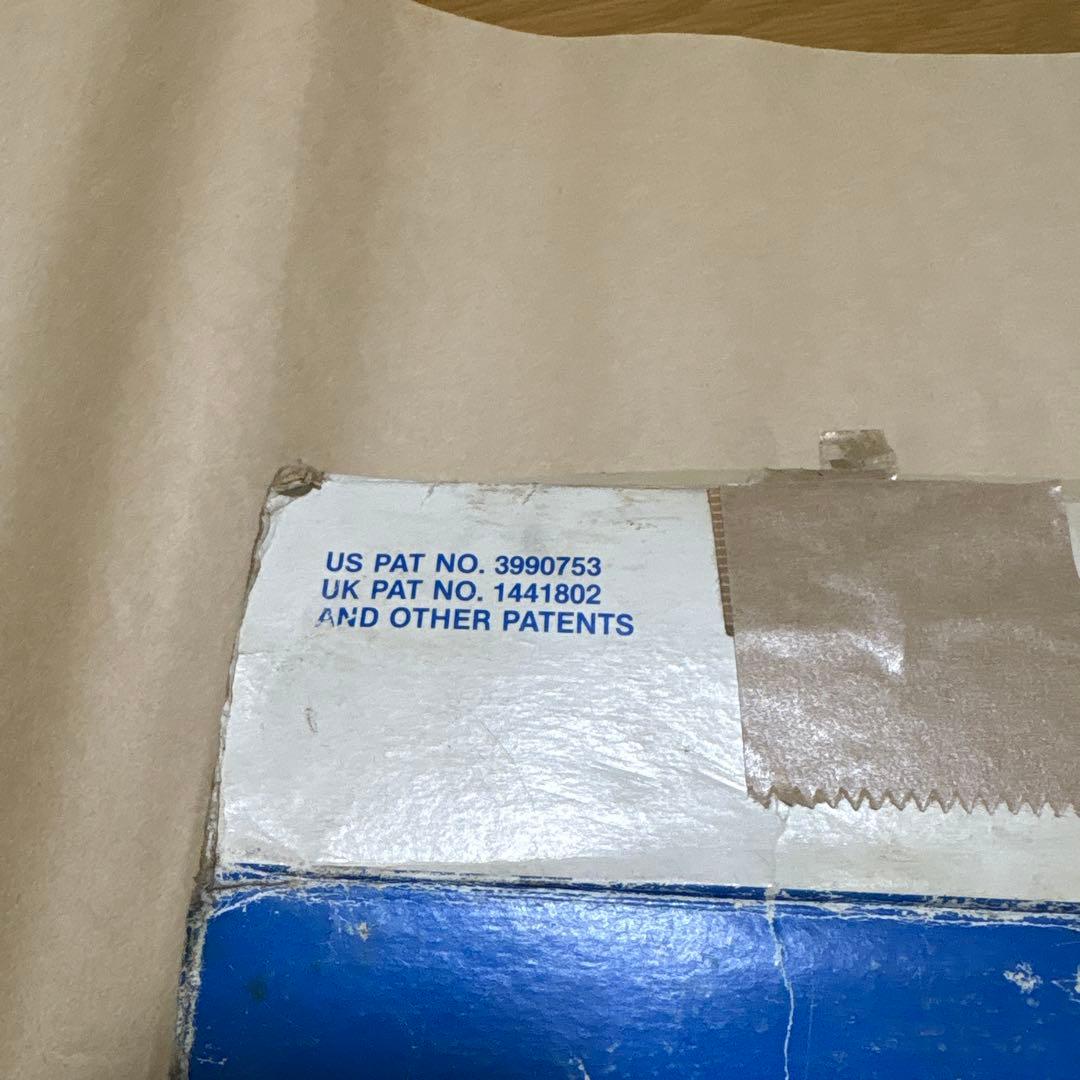 US PAT NO. 3990753
UK PAT NO. 1441802
AND OTHER PATENTS